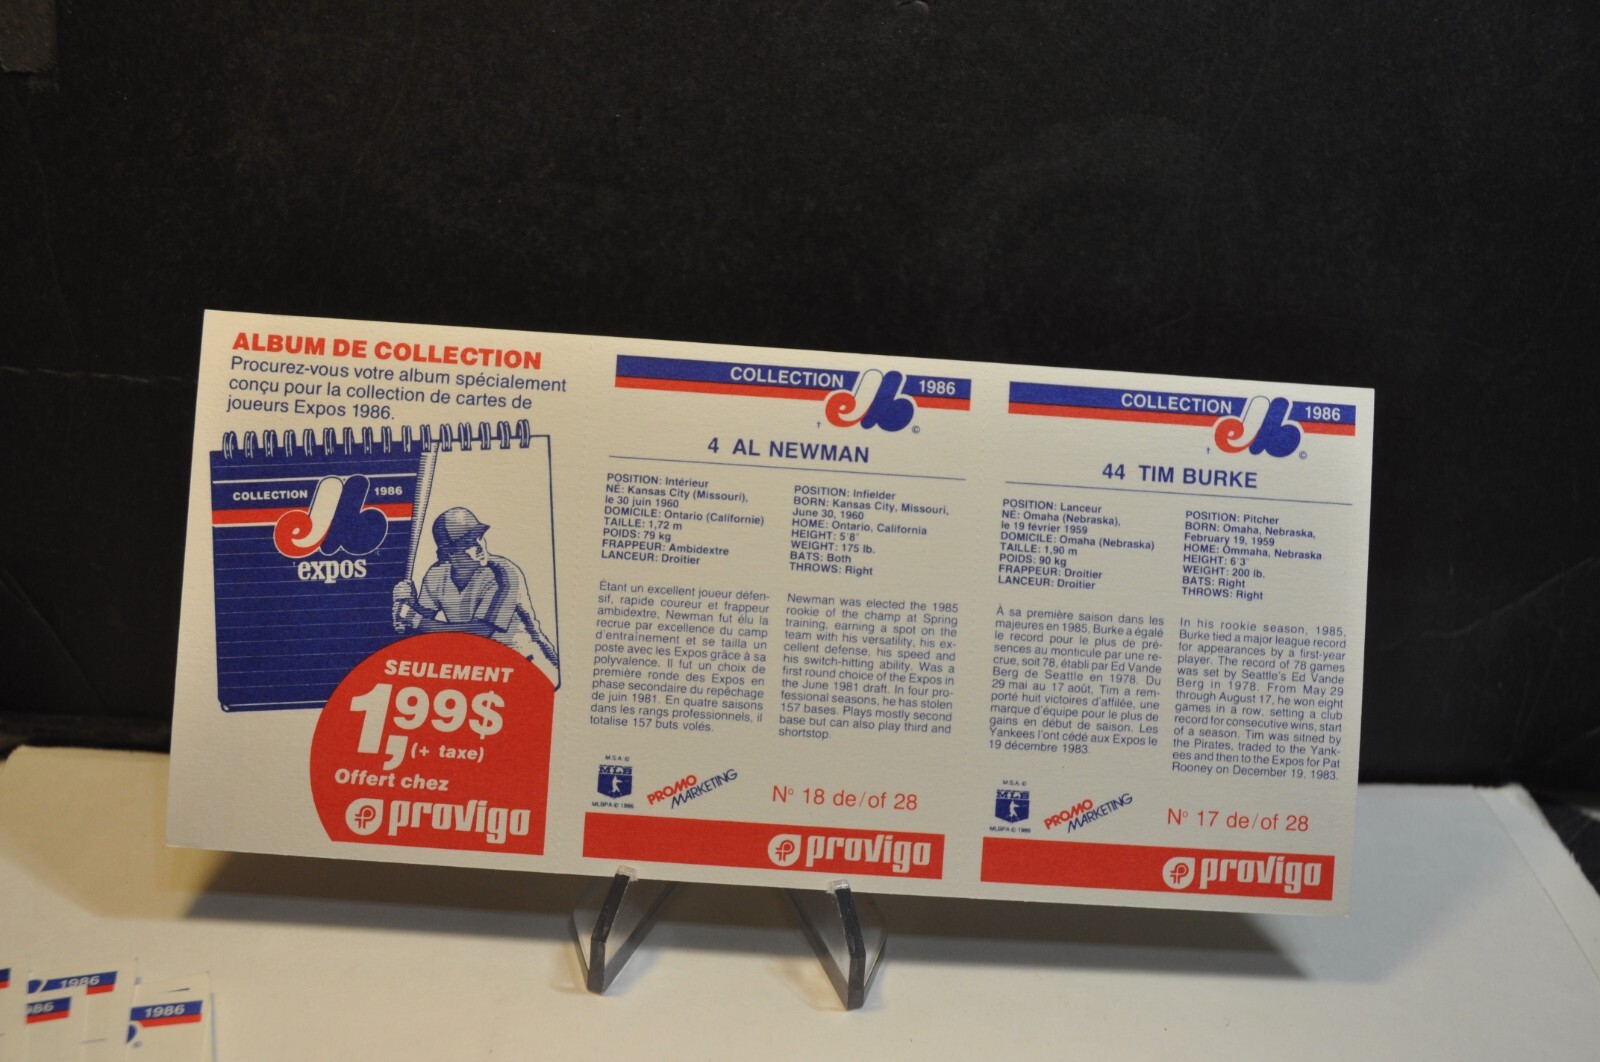 ALBUM DE COLLECTION
Procurez-vous votre album spécialement
conçu pour la collection de cartes de
joueurs Expos 1986.
COLLECTION 1986
expos
SEULEMENT
1,99$
(+ taxe)
Offert chez
provigo
COLLECTION 1986
4 AL NEWMAN
POSITION: Intérieur
NÉ: Kansas City (Missouri),
le 30 juin 1960
DOMICILE: Ontario (Californie)
TAILLE: 1,72 m
POIDS: 79 kg
FRAPPEUR: Ambidextre
LANCEUR: Droitier
POSITION: Infielder
BORN: Kansas City, Missouri,
June 30, 1960
HOME: Ontario, California
HEIGHT: 5'8"
WEIGHT: 175 lb.
BATS: Both
THROWS: Right
Étant un excellent joueur défen-
sif, rapide coureur et frappeur
ambidextre, Newman fut élu la
recrue par excellence du camp
d'entraînement et se tailla un
poste avec les Expos grâce à sa
polyvalence. Il fut un choix de
première ronde des Expos en
phase secondaire du repêchage
de juin 1981. En quatre saisons
dans les rangs professionnels, il
totalise 157 buts volés.
Newman was elected the 1985
rookie of the champ at Spring
training, earning a spot on the
team with his versatility, his ex-
cellent defense, his speed and
his switch-hitting ability. Was a
first round choice of the Expos in
the June 1981 draft. In four pro-
fessional seasons, he has stolen
157 bases. Plays mostly second
base but can also play third and
shortstop.
M.S.A. ©
MLB
MLBPA © 1986
PROMO
MARKETING
N° 18 de/of 28
provigo
COLLECTION 1986
44 TIM BURKE
POSITION: Lanceur
NÉ: Omaha (Nebraska),
le 19 février 1959
DOMICILE: Omaha (Nebraska)
TAILLE: 1,90 m
POIDS: 90 kg
FRAPPEUR: Droitier
LANCEUR: Droitier
POSITION: Pitcher
BORN: Omaha, Nebraska,
February 19, 1959
HOME: Ommaha, Nebraska
HEIGHT: 6'3"
WEIGHT: 200 lb.
BATS: Right
THROWS: Right
À sa première saison dans les
majeures en 1985, Burke a égalé
le record pour le plus de pré-
sences au monticule par une re-
crue, soit 78, établi par Ed Vande
Berg de Seattle en 1978. Du
29 mai au 17 août, Tim a rem-
porté huit victoires d'affilée, une
marque d'équipe pour le plus de
gains en début de saison. Les
Yankees l'ont cédé aux Expos le
19 décembre 1983.
In his rookie season, 1985,
Burke tied a major league record
for appearances by a first-year
player. The record of 78 games
was set by Seattle's Ed Vande
Berg in 1978. From May 29
through August 17, he won eight
games in a row, setting a club
record for consecutive wins, start
of a season. Tim was sitned by
the Pirates, traded to the Yank-
ees and then to the Expos for Pat
Rooney on December 19, 1983.
M.S.A. ©
MLB
MLBPA © 1986
PROMO
MARKETING
N° 17 de/of 28
provigo
1986
986
1986